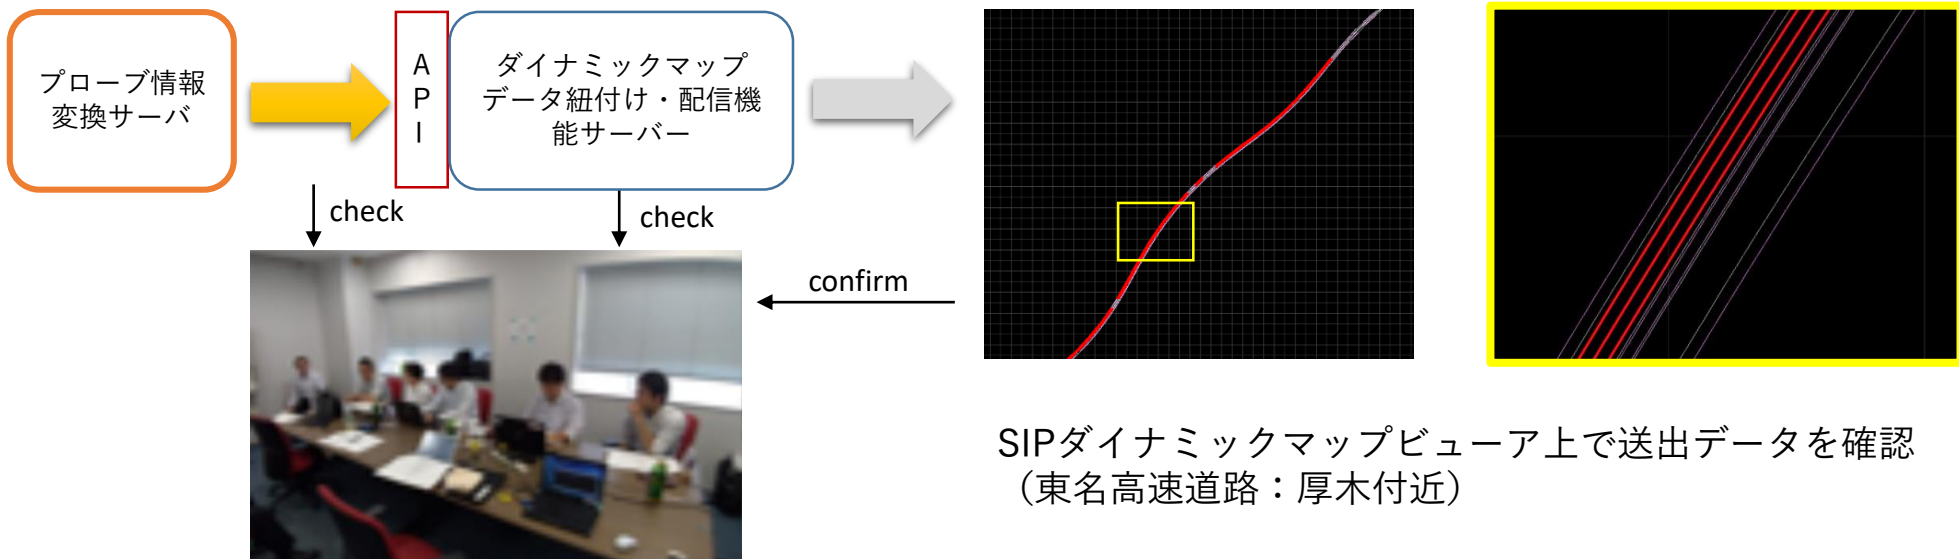 プローブ情報
変換サーバ
A
P
I
ダイナミックマップ
データ紐付け・配信機
能サーバー
check
check
confirm
SIPダイナミックマップビューア上で送出データを確認
（東名高速道路：厚木付近）